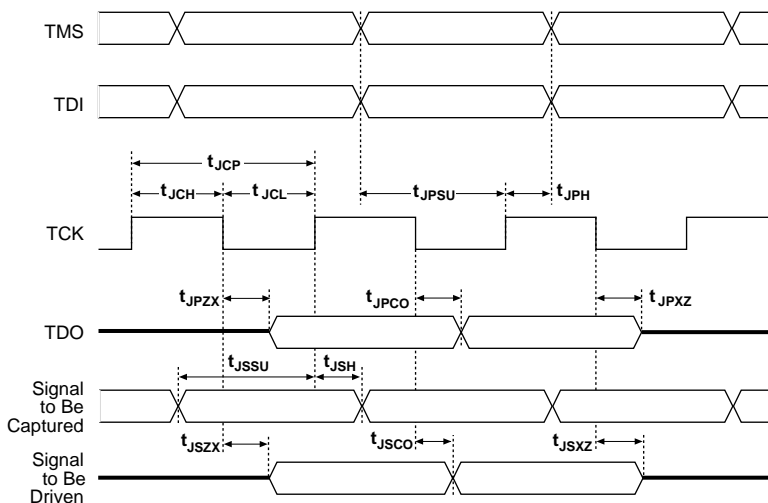 TMS
TDI
tJCP
tJCH
tJCL
tJPSU
tJPH
TCK
tJPZX
tJPCO
tJPXZ
TDO
tJSSU
tJSH
Signal
to Be
Captured
tJSZX
tJSCO
tJSXZ
Signal
to Be
Driven